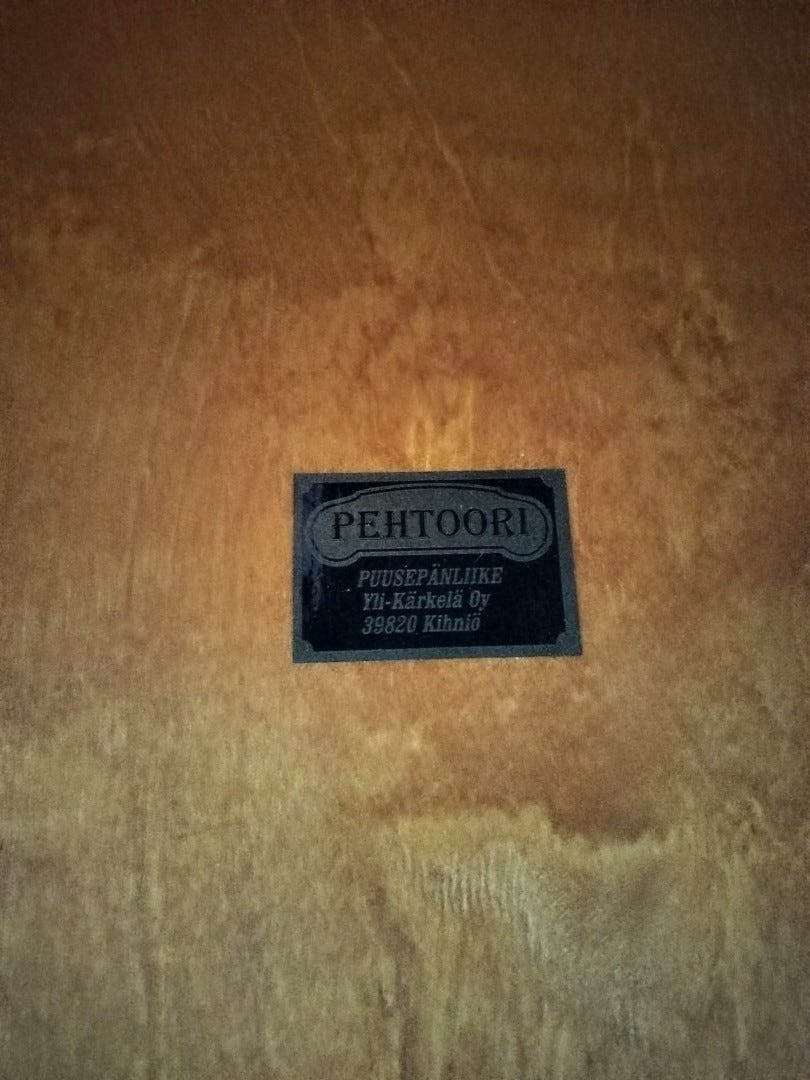 PEHTOORI
PUUSEPÄNLIIKE
Yli-Kärkelä Oy
39820 Kihniö